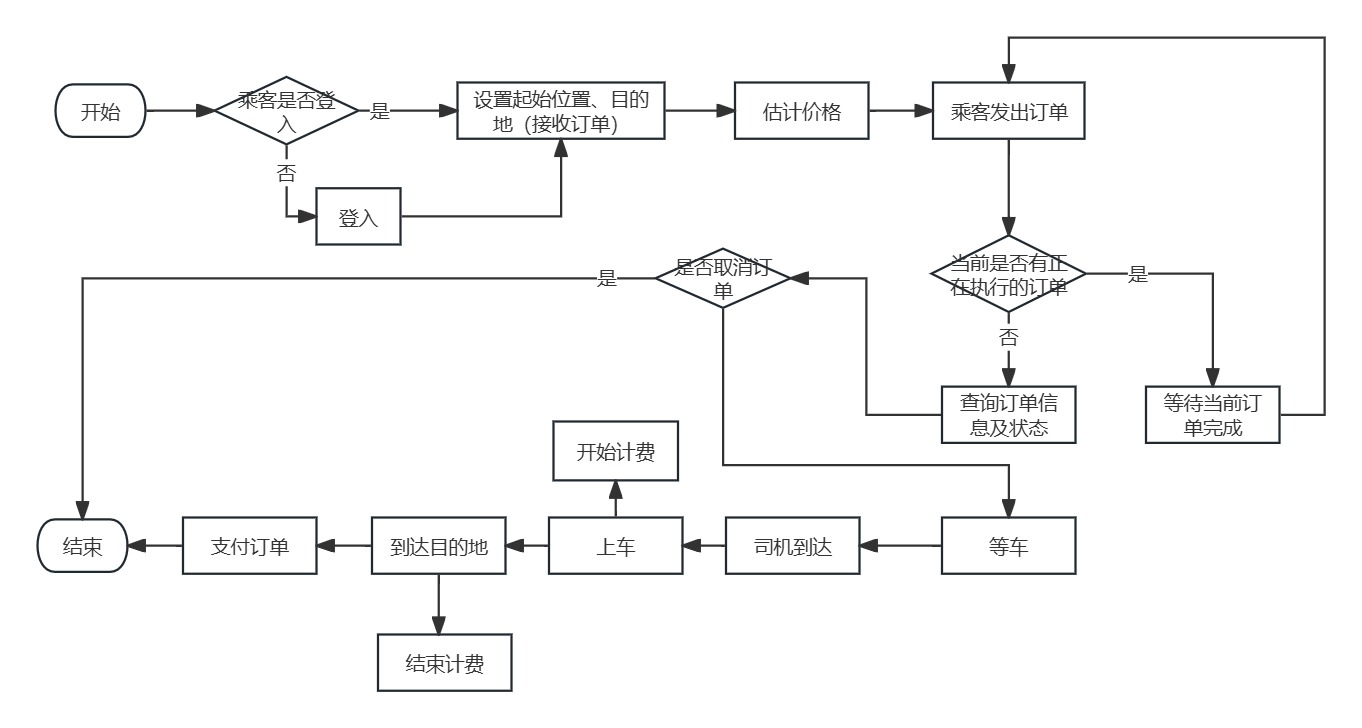 开始
乘客是否登
入
是
设置起始位置、目的
地（接收订单）
估计价格
乘客发出订单
否
登入
当前是否有正
在执行的订单
是
是否取消订
单
是
否
查询订单信
息及状态
等待当前订
单完成
开始计费
结束
支付订单
到达目的地
上车
司机到达
等车
结束计费